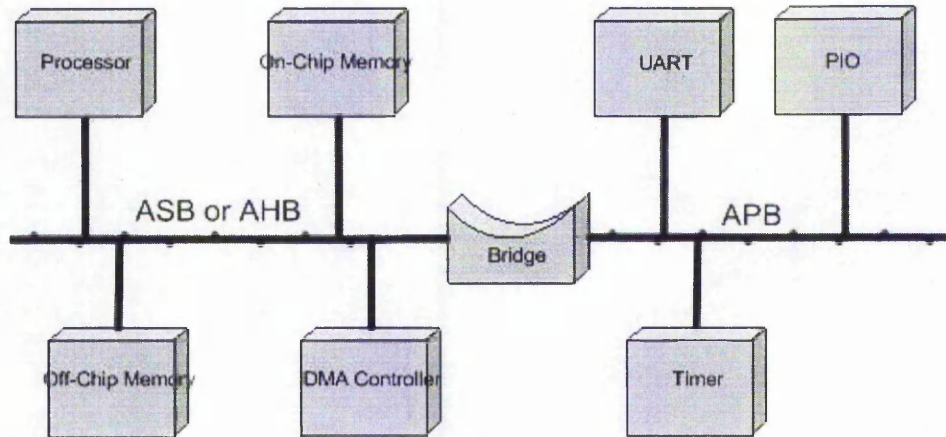 Processor
On-Chip Memory
UART
PIO
ASB or AHB
APB
Bridge
Off-Chip Memory
DMA Controller
Timer